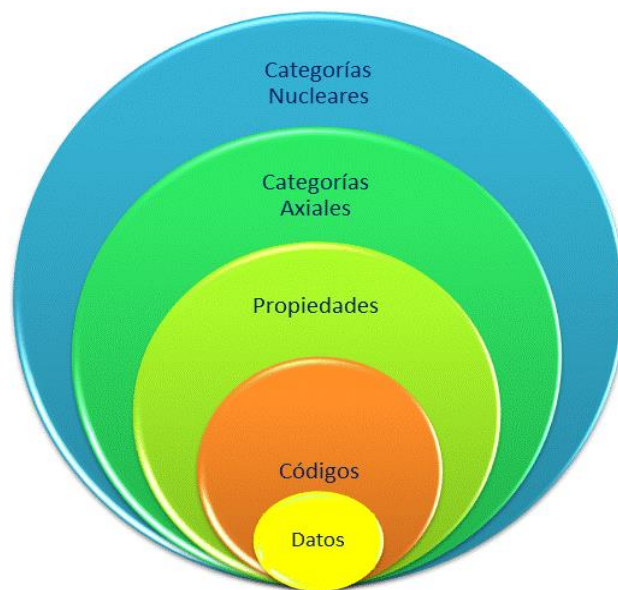 Categorías
Nucleares
Categorías
Axiales
Propiedades
Códigos
Datos